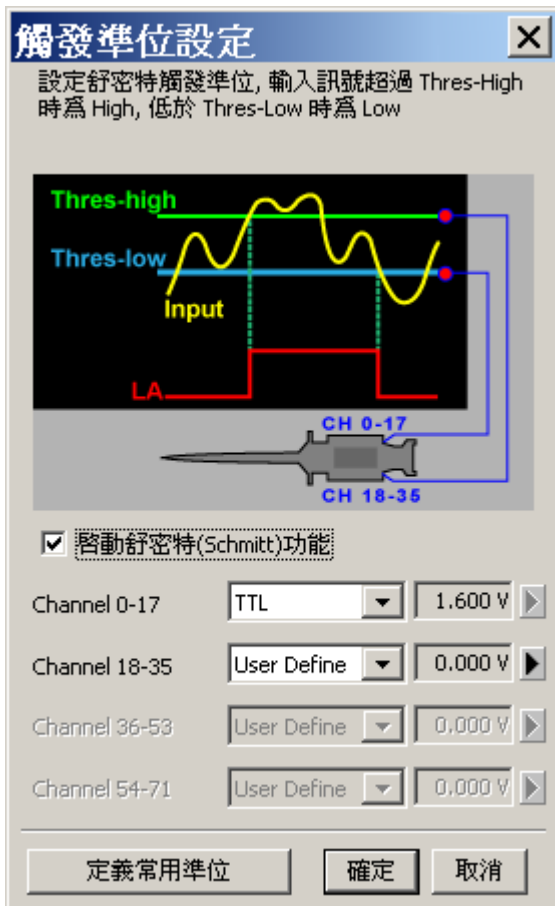 觸發準位設定
設定舒密特觸發準位, 輸入訊號超過 Thres-High
時爲 High, 低於 Thres-Low 時爲 Low
Thres-high
Thres-low
Input
LA
CH 0-17
CH 18-35
啓動舒密特(Schmitt)功能
Channel 0-17 TTL 1.600 V
Channel 18-35 User Define 0.000 V
Channel 36-53 User Define 0.000 V
Channel 54-71 User Define 0.000 V
定義常用準位 確定 取消